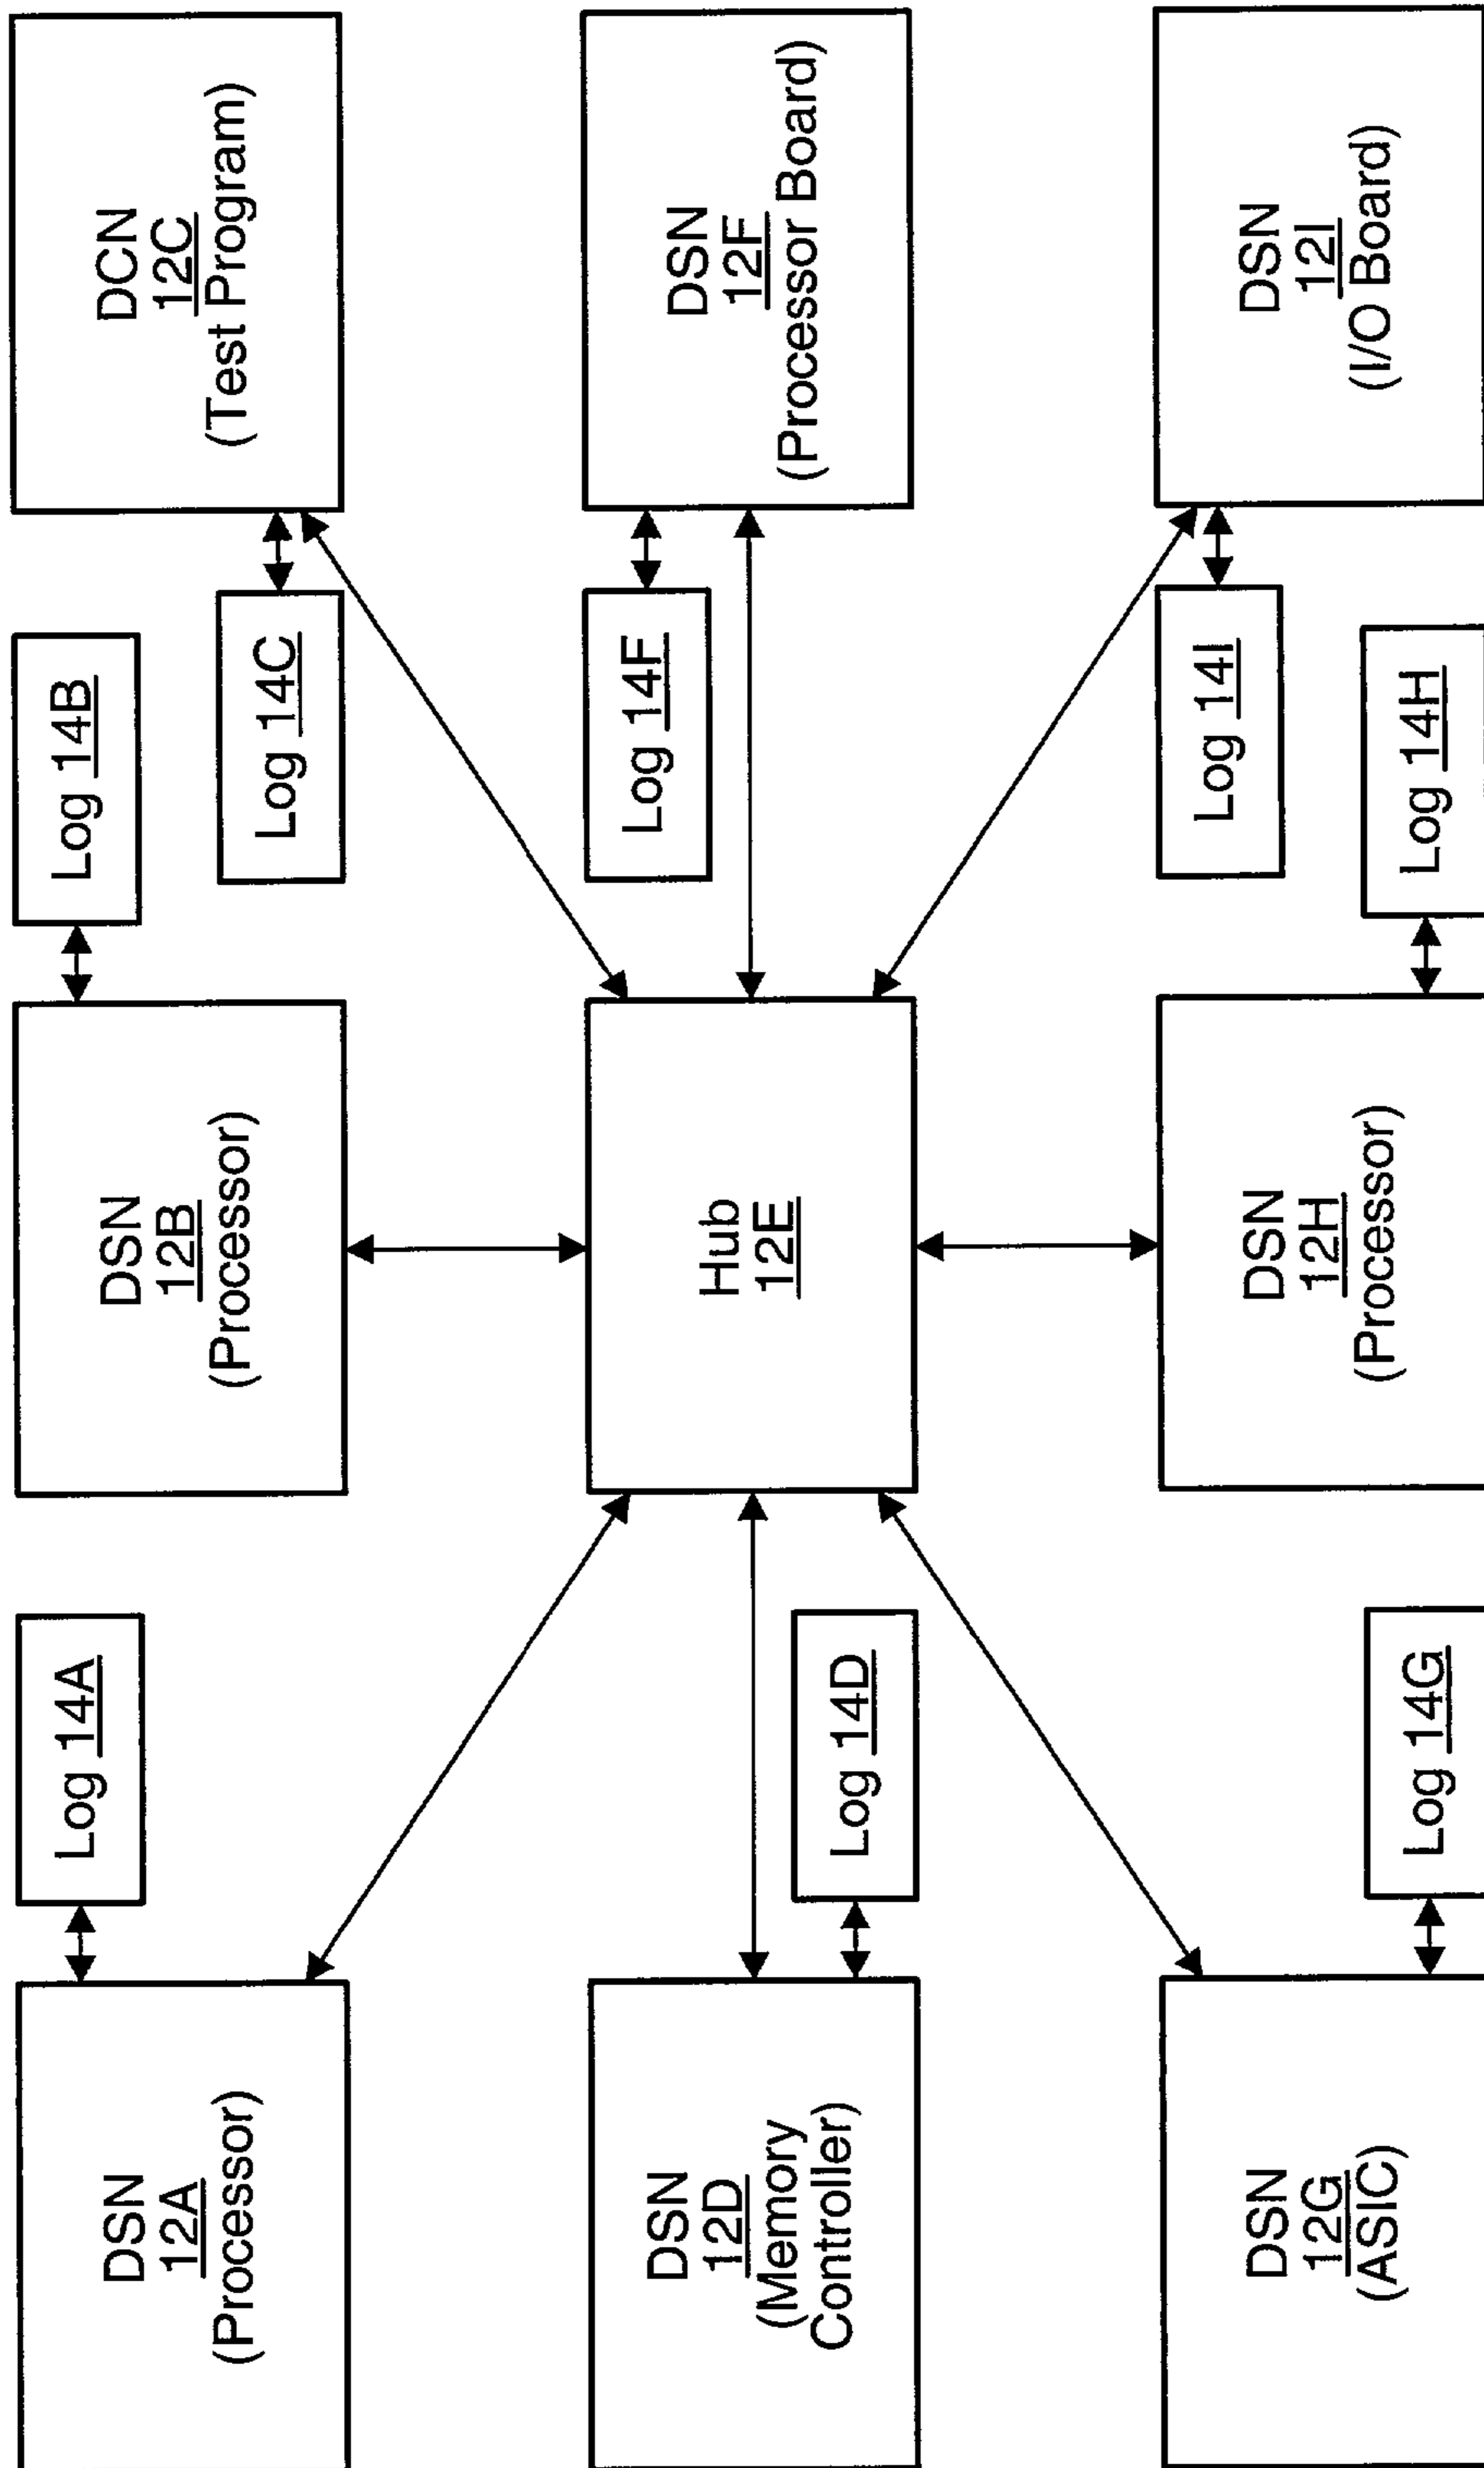 DSN
12A
(Processor)
Log 14A
DSN
12B
(Processor)
Log 14B
DCN
12C
(Test Program)
Log 14C
DSN
12D
(Memory
Controller)
Log 14D
Hub
12E
Log 14F
DSN
12F
(Processor Board)
DSN
12G
(ASIC)
Log 14G
DSN
12H
(Processor)
Log 14H
Log 14I
DSN
12I
(I/O Board)